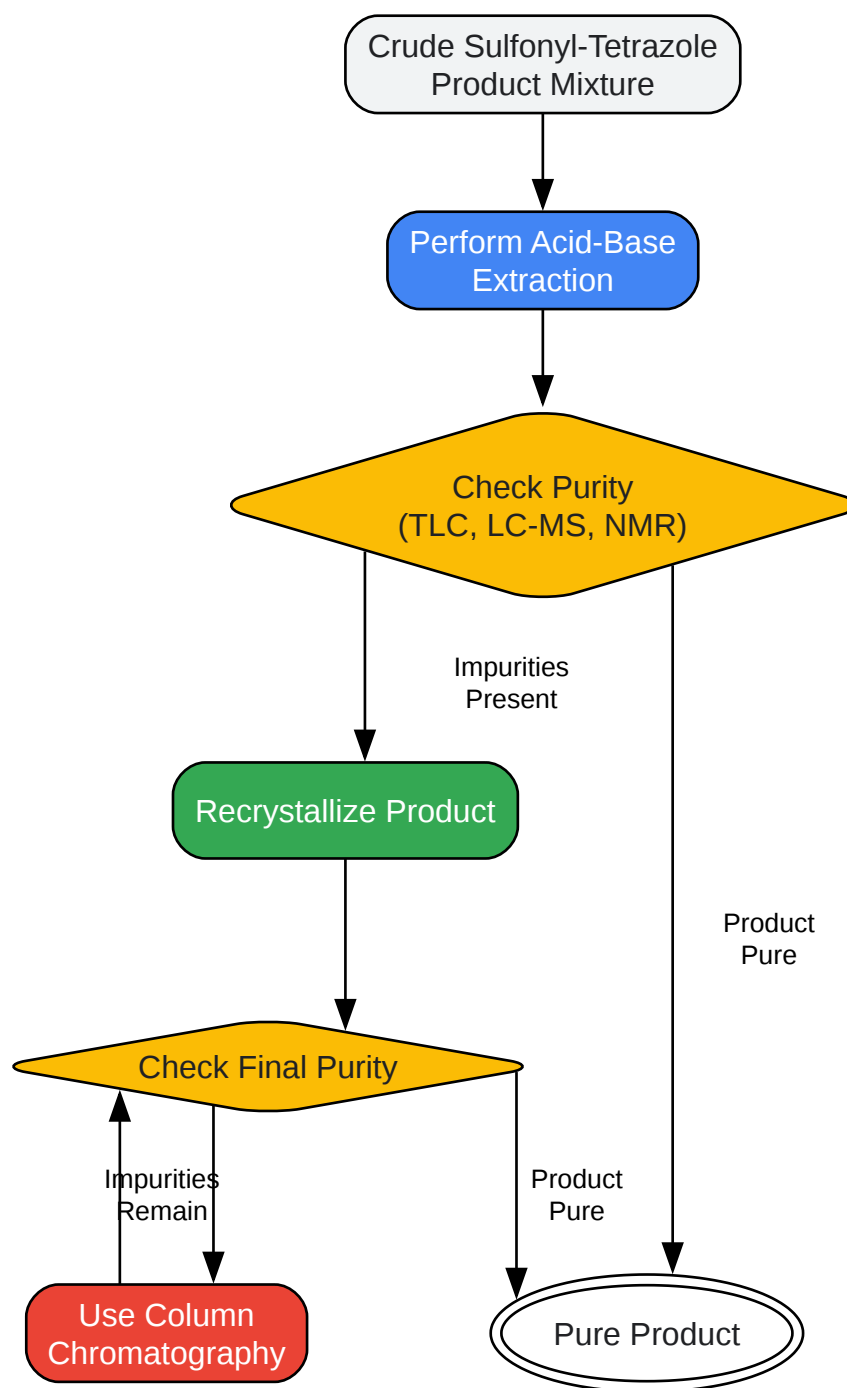 Crude Sulfonyl-Tetrazole
Product Mixture
Perform Acid-Base
Extraction
Check Purity
(TLC, LC-MS, NMR)
Impurities
Present
Recrystallize Product
Product
Pure
Check Final Purity
Impurities
Remain
Product
Pure
Use Column
Chromatography
Pure Product